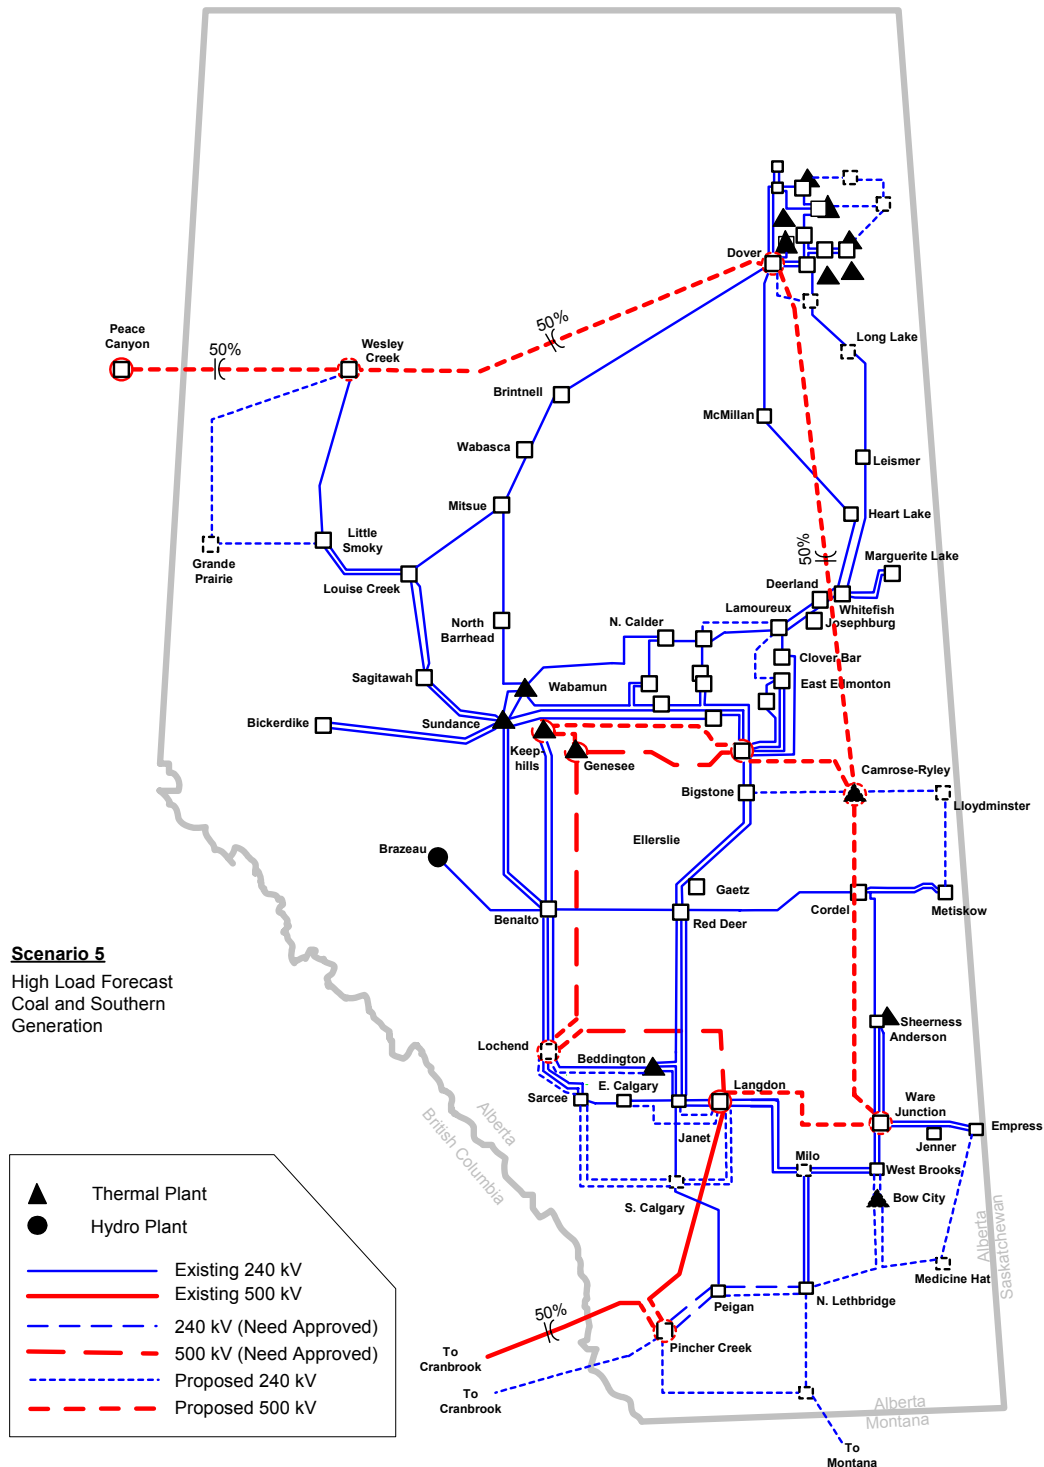 Dover
Peace
Canyon
50%
Wesley
Creek
50%
Long Lake
Brintnell
McMillan
Wabasca
Leismer
Mitsue
Heart Lake
Little
Smoky
50%
Grande
Prairie
Marguerite Lake
Louise Creek
Deerland
Whitefish
Lamoureux
Josephburg
North
Barrhead
N. Calder
Clover Bar
Sagitawah
Wabamun
East Edmonton
Bickerdike
Sundance
Keep-
hills
Genesee
Camrose-Ryley
Bigstone
Lloydminster
Ellerslie
Brazeau
Gaetz
Benalto
Red Deer
Cordel
Metiskow
Scenario 5
High Load Forecast
Coal and Southern
Generation
Sheerness
Anderson
Lochend
Beddington
E. Calgary
Langdon
Sarcee
Ware
Junction
Empress
Janet
Jenner
Alberta
British Columbia
Milo
West Brooks
S. Calgary
Bow City
Alberta
Saskatchewan
Medicine Hat
Peigan
N. Lethbridge
50%
Pincher Creek
To
Cranbrook
To
Cranbrook
Alberta
Montana
To
Montana
Thermal Plant
Hydro Plant
Existing 240 kV
Existing 500 kV
240 kV (Need Approved)
500 kV (Need Approved)
Proposed 240 kV
Proposed 500 kV